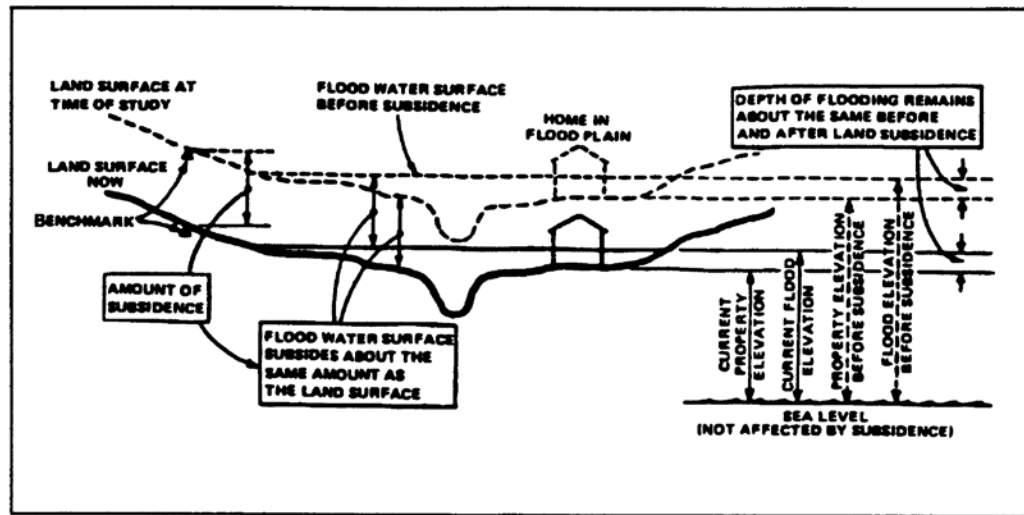 LAND SURFACE AT
TIME OF STUDY
FLOOD WATER SURFACE
BEFORE SUBSIDENCE
HOME IN
FLOOD PLAIN
DEPTH OF FLOODING REMAINS
ABOUT THE SAME BEFORE
AND AFTER LAND SUBSIDENCE
LAND SURFACE
NOW
BENCHMARK
AMOUNT OF
SUBSIDENCE
FLOOD WATER SURFACE
SUBSIDES ABOUT THE
SAME AMOUNT AS
THE LAND SURFACE
CURRENT
PROPERTY
ELEVATION
CURRENT FLOOD
ELEVATION
PROPERTY ELEVATION
BEFORE SUBSIDENCE
FLOOD ELEVATION
BEFORE SUBSIDENCE
SEA LEVEL
(NOT AFFECTED BY SUBSIDENCE)